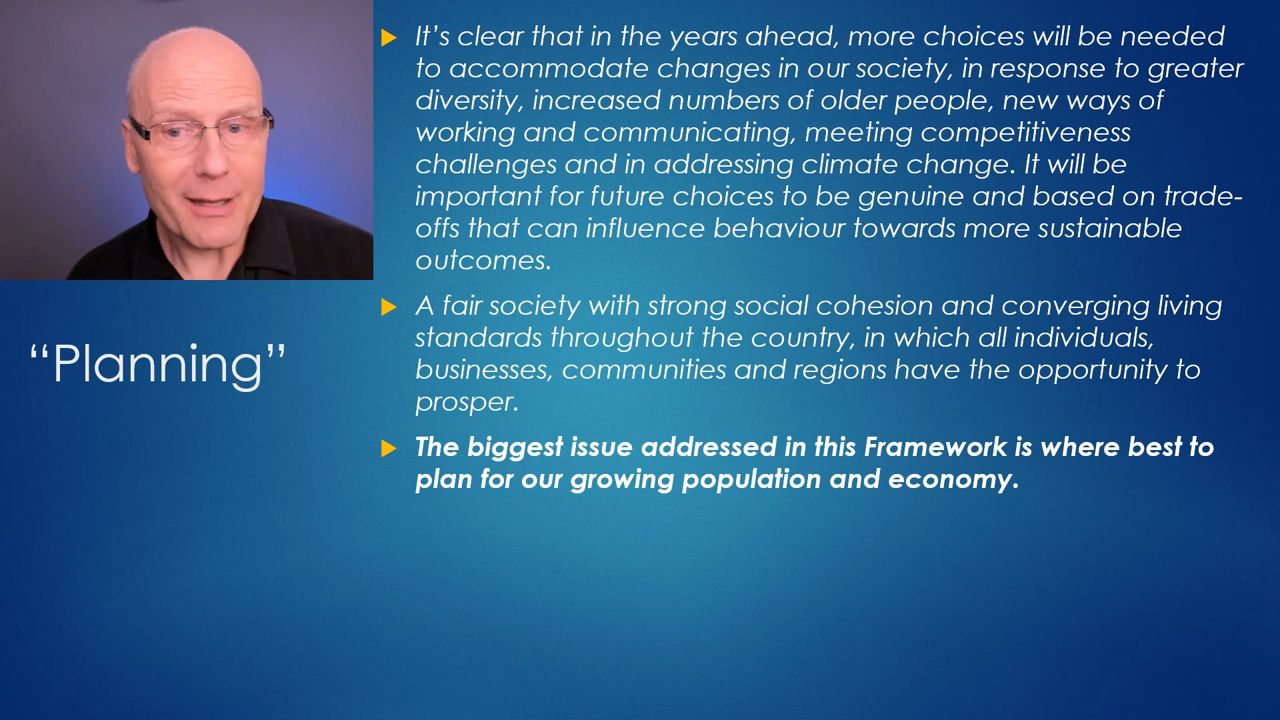 It’s clear that in the years ahead, more choices will be needed
to accommodate changes in our society, in response to greater
diversity, increased numbers of older people, new ways of
working and communicating, meeting competitiveness
challenges and in addressing climate change. It will be
important for future choices to be genuine and based on trade-
offs that can influence behaviour towards more sustainable
outcomes.
A fair society with strong social cohesion and converging living
standards throughout the country, in which all individuals,
businesses, communities and regions have the opportunity to
prosper.
The biggest issue addressed in this Framework is where best to
plan for our growing population and economy.
“Planning”